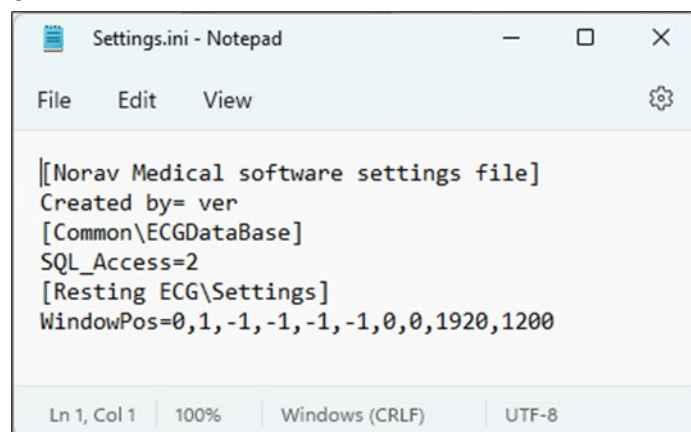 Settings.ini - Notepad
File Edit View
[Norav Medical software settings file]
Created by= ver
[Common\ECGDataBase]
SQL_Access=2
[Resting ECG\Settings]
WindowPos=0,1,-1,-1,-1,-1,0,0,1920,1200
Ln 1, Col 1 100% Windows (CRLF) UTF-8